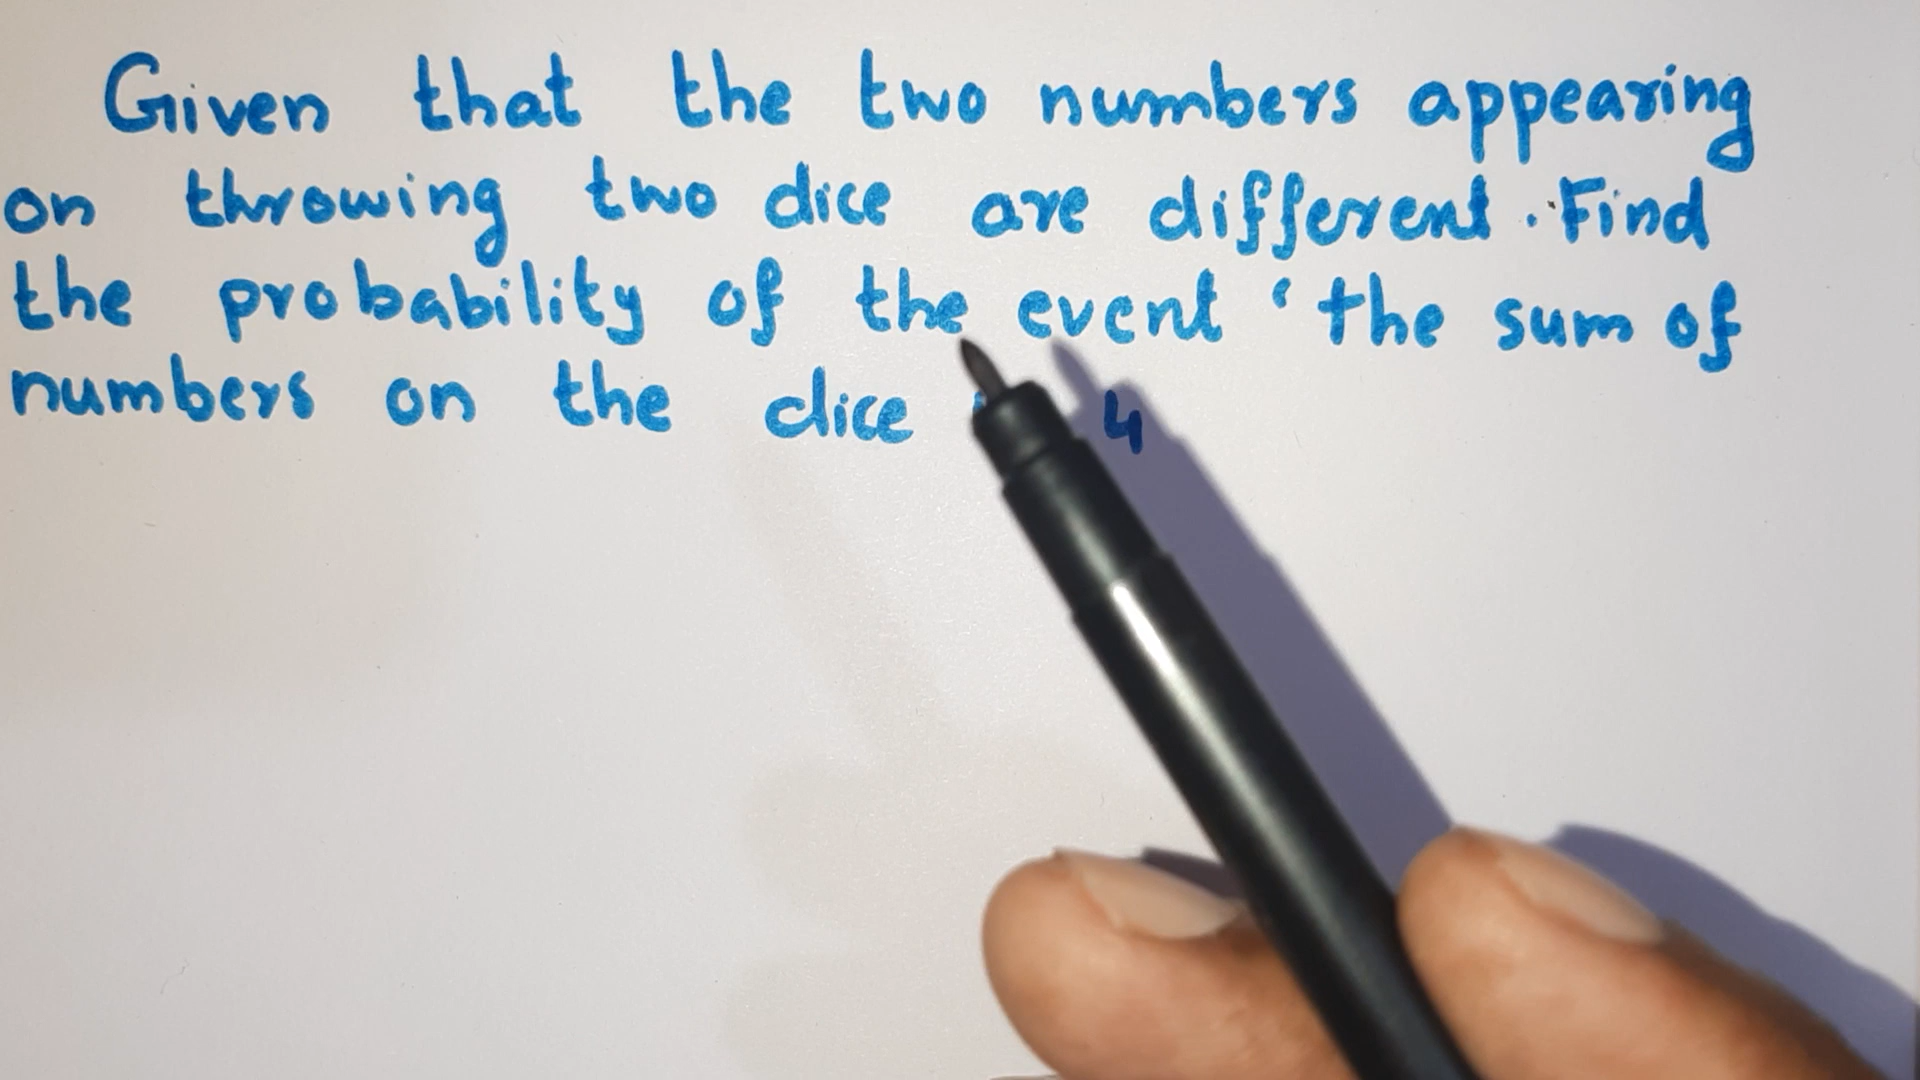 Given that the two numbers appearing
on throwing two dice are different. Find
the probability of the event ‘the sum of
numbers on the dice 4